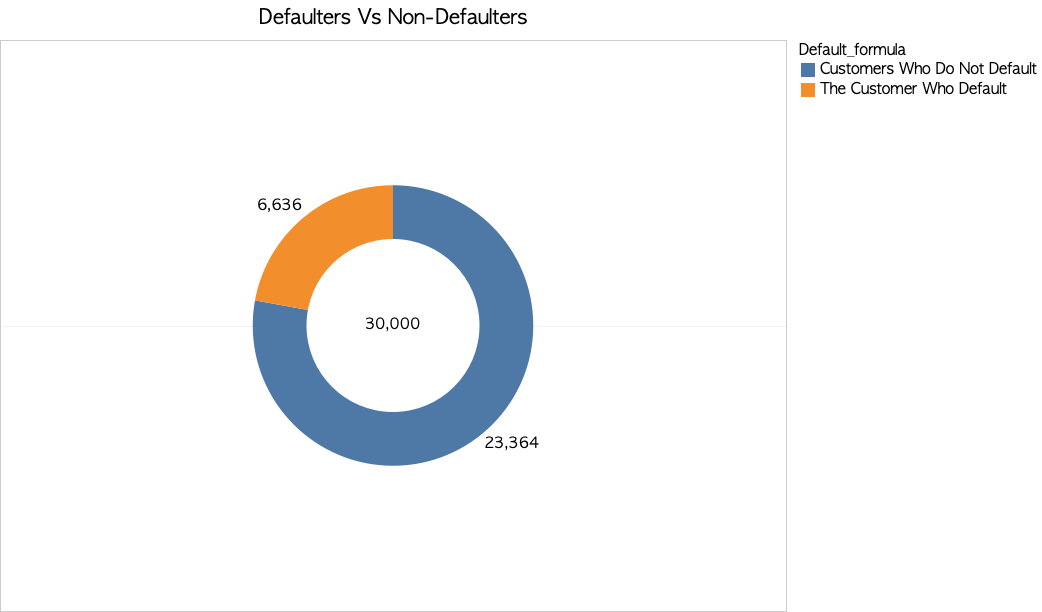 Defaulters Vs Non-Defaulters
Default_formula
Customers Who Do Not Default
The Customer Who Default
6,636
30,000
23,364